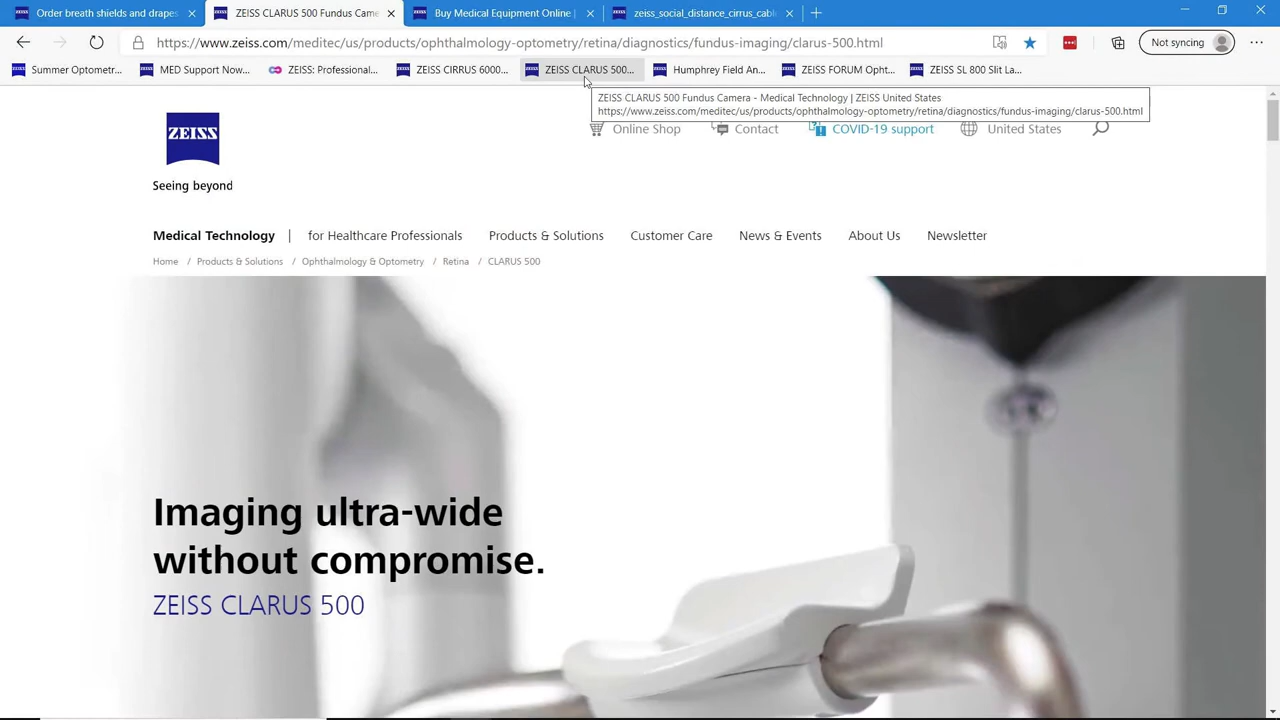 Order breath shields and drapes
ZEISS CLARUS 500 Fundus Came
Buy Medical Equipment Online |
zeiss_social_distance_cirrus_cabl
https://www.zeiss.com/meditec/us/products/ophthalmology-optometry/retina/diagnostics/fundus-imaging/clarus-500.html
Not syncing
Summer Optometr...
MED Support Now...
ZEISS: Professional...
ZEISS CIRRUS 6000...
ZEISS CLARUS 500...
Humphrey Field An...
ZEISS FORUM Opht...
ZEISS SL 800 Slit La...
ZEISS CLARUS 500 Fundus Camera - Medical Technology | ZEISS United States
https://www.zeiss.com/meditec/us/products/ophthalmology-optometry/retina/diagnostics/fundus-imaging/clarus-500.html
Online Shop
Contact
COVID-19 support
United States
ZEISS
Seeing beyond
Medical Technology | for Healthcare Professionals Products & Solutions Customer Care News & Events About Us Newsletter
Home / Products & Solutions / Ophthalmology & Optometry / Retina / CLARUS 500
Imaging ultra-wide
without compromise.
ZEISS CLARUS 500